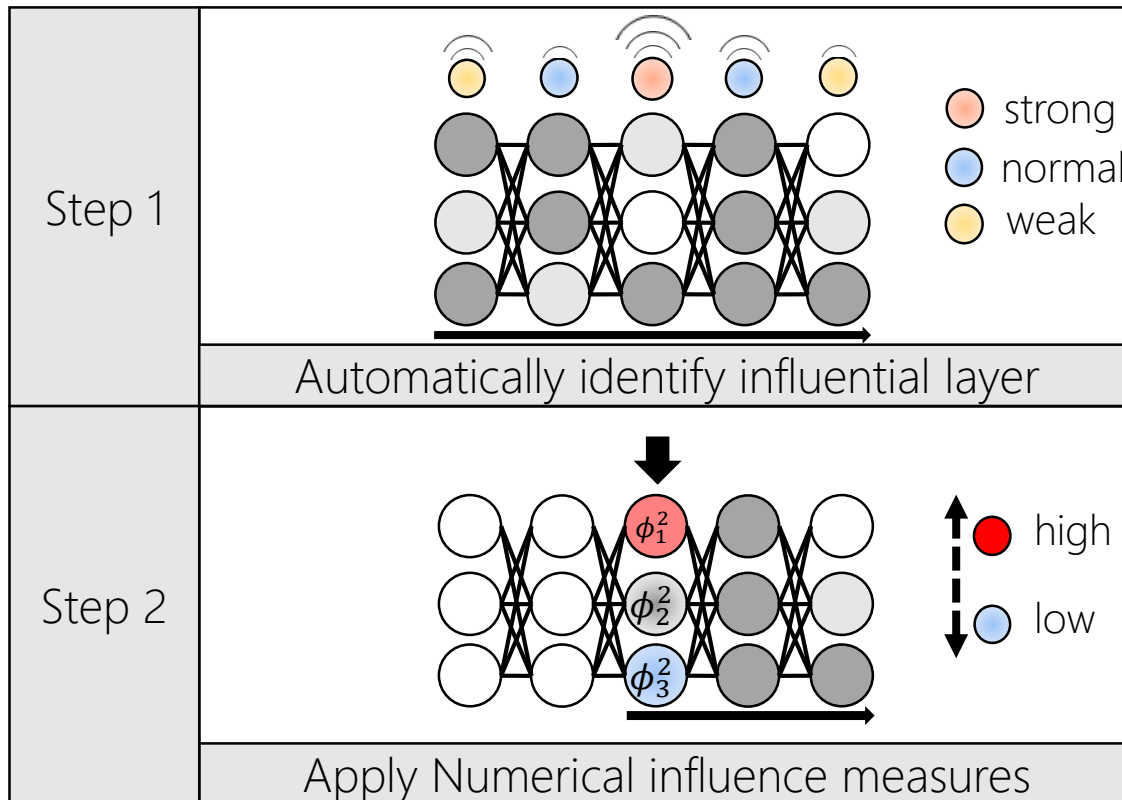 Step 1
strong
normal
weak
Automatically identify influential layer
Step 2
ϕ₁²
ϕ₂²
ϕ₃²
high
low
Apply Numerical influence measures